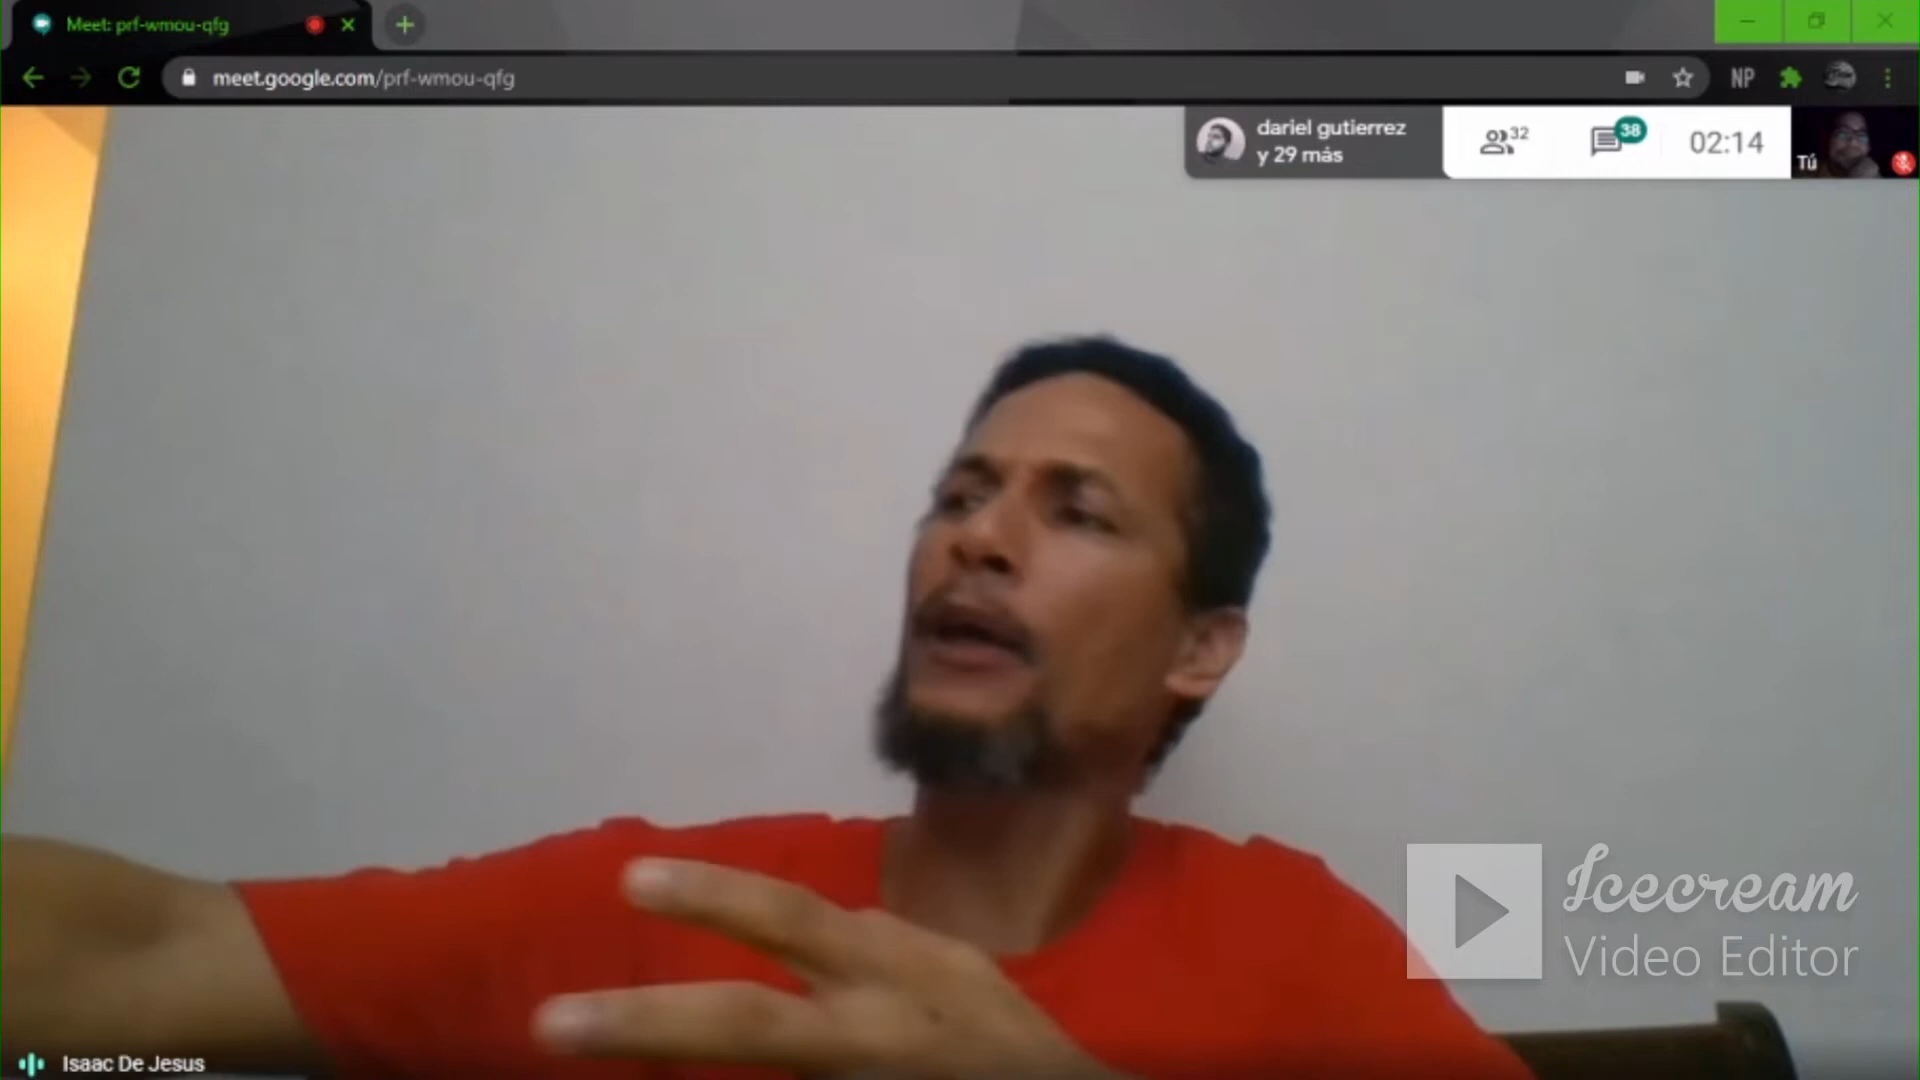 Meet: prf-wmou-qfg
meet.google.com/prf-wmou-qfg
NP
dariel gutierrez
y 29 más
32
38
02:14
Tú
Icecream
Video Editor
Isaac De Jesus